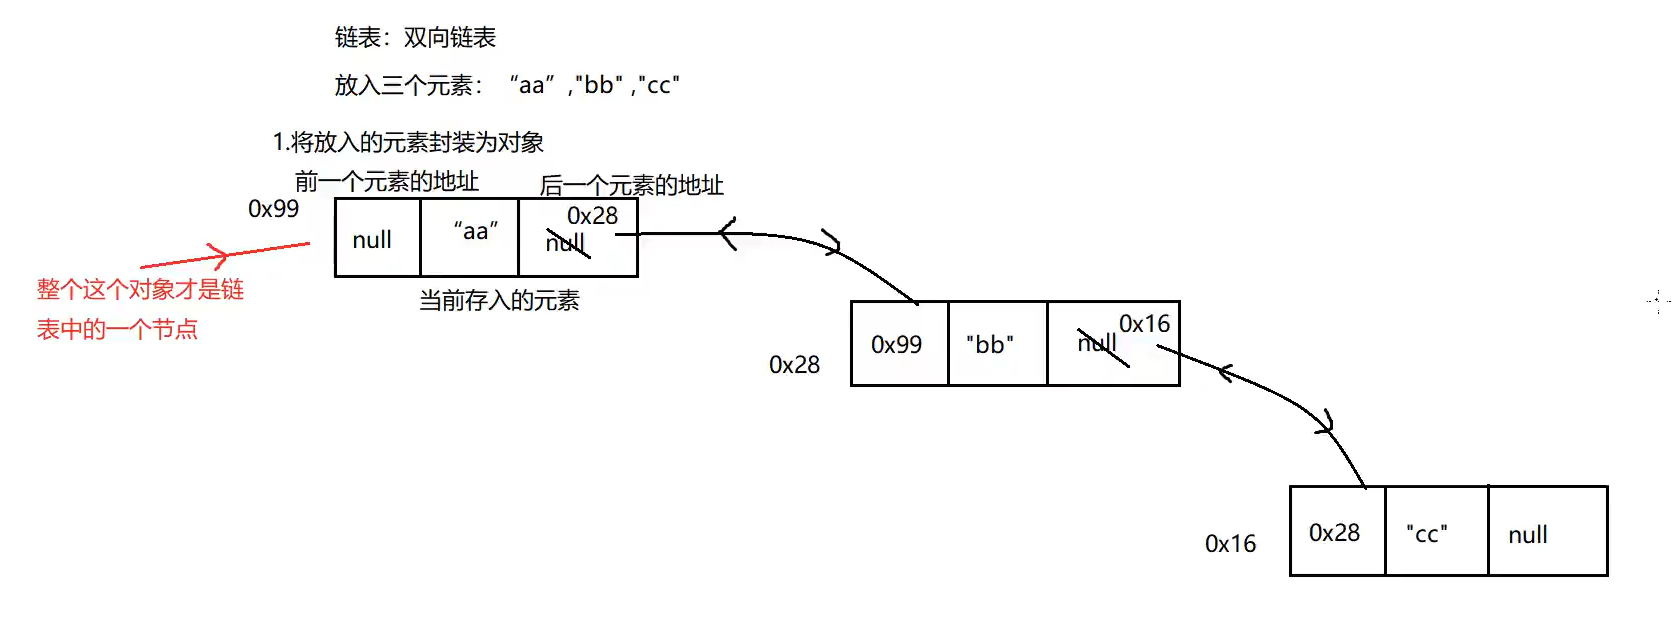 链表：双向链表
放入三个元素：“aa”,"bb" ,"cc"
1.将放入的元素封装为对象
前一个元素的地址
后一个元素的地址
0x99
null
“aa”
0x28
null
当前存入的元素
整个这个对象才是链
表中的一个节点
0x28
0x99
"bb"
0x16
null
0x16
0x28
"cc"
null